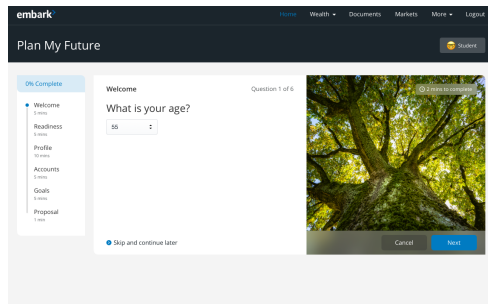 embark
Home Wealth Documents Markets More Logout
Plan My Future
Student
0% Complete
Welcome
5 mins
Readiness
5 mins
Profile
10 mins
Accounts
5 mins
Goals
5 mins
Proposal
1 min
Welcome
Question 1 of 6
What is your age?
55
Skip and continue later
2 mins to complete
Cancel
Next